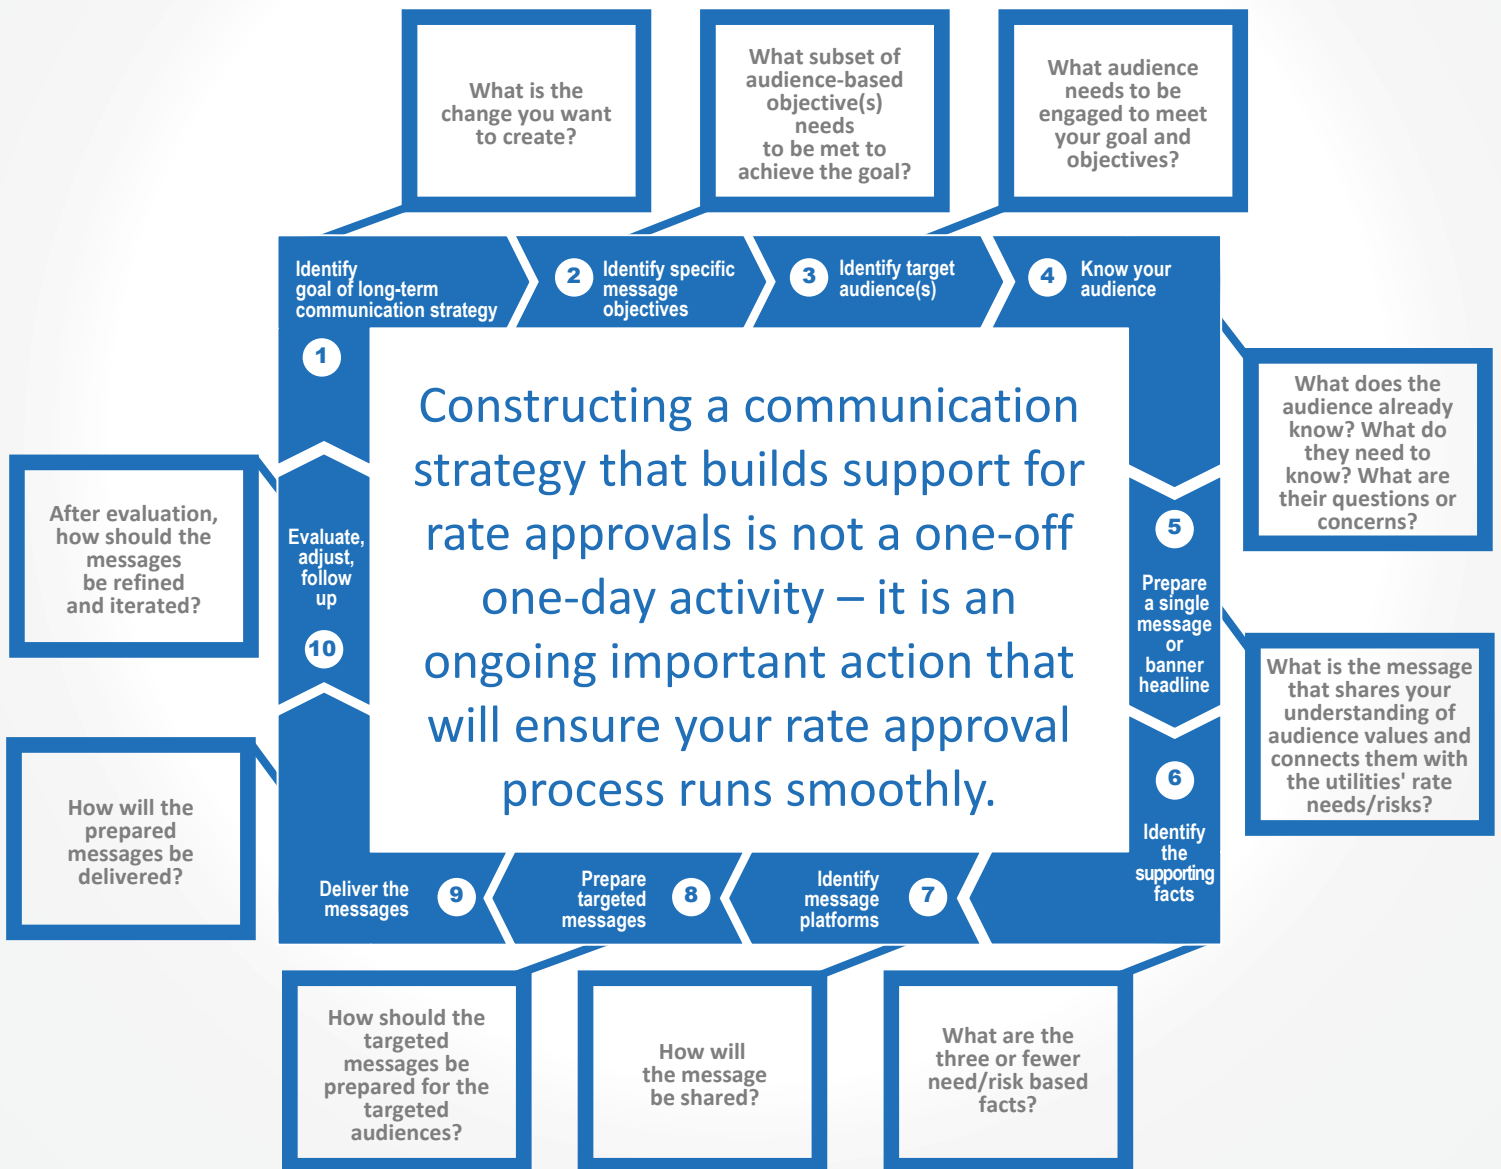 What is the
change you want
to create?
What subset of
audience-based
objective(s)
needs
to be met to
achieve the goal?
What audience
needs to be
engaged to meet
your goal and
objectives?
Identify
goal of long-term
communication strategy
1
2
Identify specific
message
objectives
3
Identify target
audience(s)
4
Know your
audience
What does the
audience already
know? What do
they need to
know? What are
their questions or
concerns?
5
Prepare
a single
message
or
banner
headline
What is the message
that shares your
understanding of
audience values and
connects them with
the utilities' rate
needs/risks?
6
Identify
the
supporting
facts
What are the
three or fewer
need/risk based
facts?
Identify
message
platforms
7
How will
the message
be shared?
Prepare
targeted
messages
8
How should the
targeted
messages be
prepared for the
targeted
audiences?
Deliver the
messages
9
How will the
prepared
messages be
delivered?
Evaluate,
adjust,
follow
up
10
After evaluation,
how should the
messages
be refined
and iterated?
Constructing a communication
strategy that builds support for
rate approvals is not a one-off
one-day activity – it is an
ongoing important action that
will ensure your rate approval
process runs smoothly.